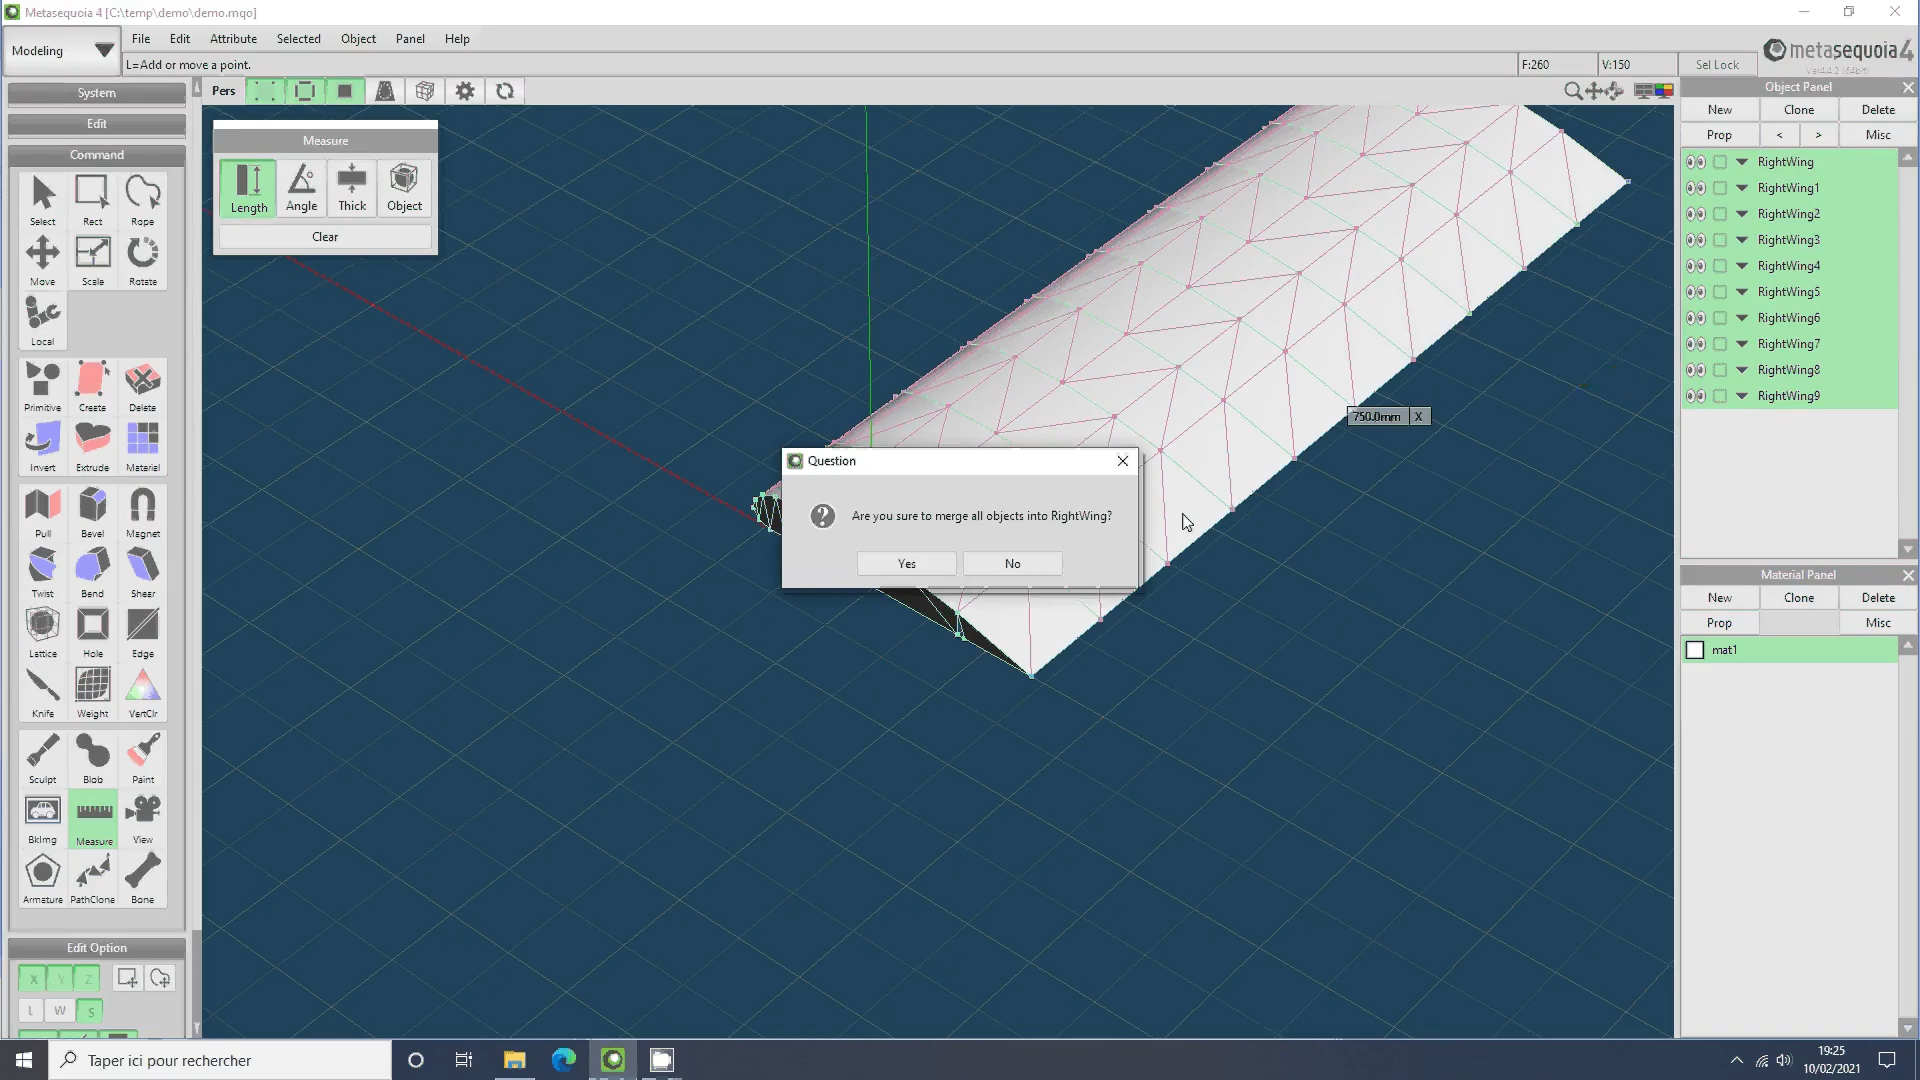 Metasequoia 4 [C:\temp\demo\demo.mqo]
Modeling
File Edit Attribute Selected Object Panel Help
L=Add or move a point.
F:260
V:150
Sel Lock
metasequoia 4
Ver4.4.2 (64bit)
System
Edit
Command
Select Rect Rope
Move Scale Rotate
Local
Primitive Create Delete
Invert Extrude Material
Pull Bevel Magnet
Twist Bend Shear
Lattice Hole Edge
Knife Weight VertClr
Sculpt Blob Paint
BkImg Measure View
Armature PathClone Bone
Edit Option
X Y Z
L W S
Pers
Measure
Length Angle Thick Object
Clear
750.0mm X
Question
Are you sure to merge all objects into RightWing?
Yes No
Object Panel
New Clone Delete
Prop < > Misc
RightWing
RightWing1
RightWing2
RightWing3
RightWing4
RightWing5
RightWing6
RightWing7
RightWing8
RightWing9
Material Panel
New Clone Delete
Prop Misc
mat1
Taper ici pour rechercher
19:25
10/02/2021